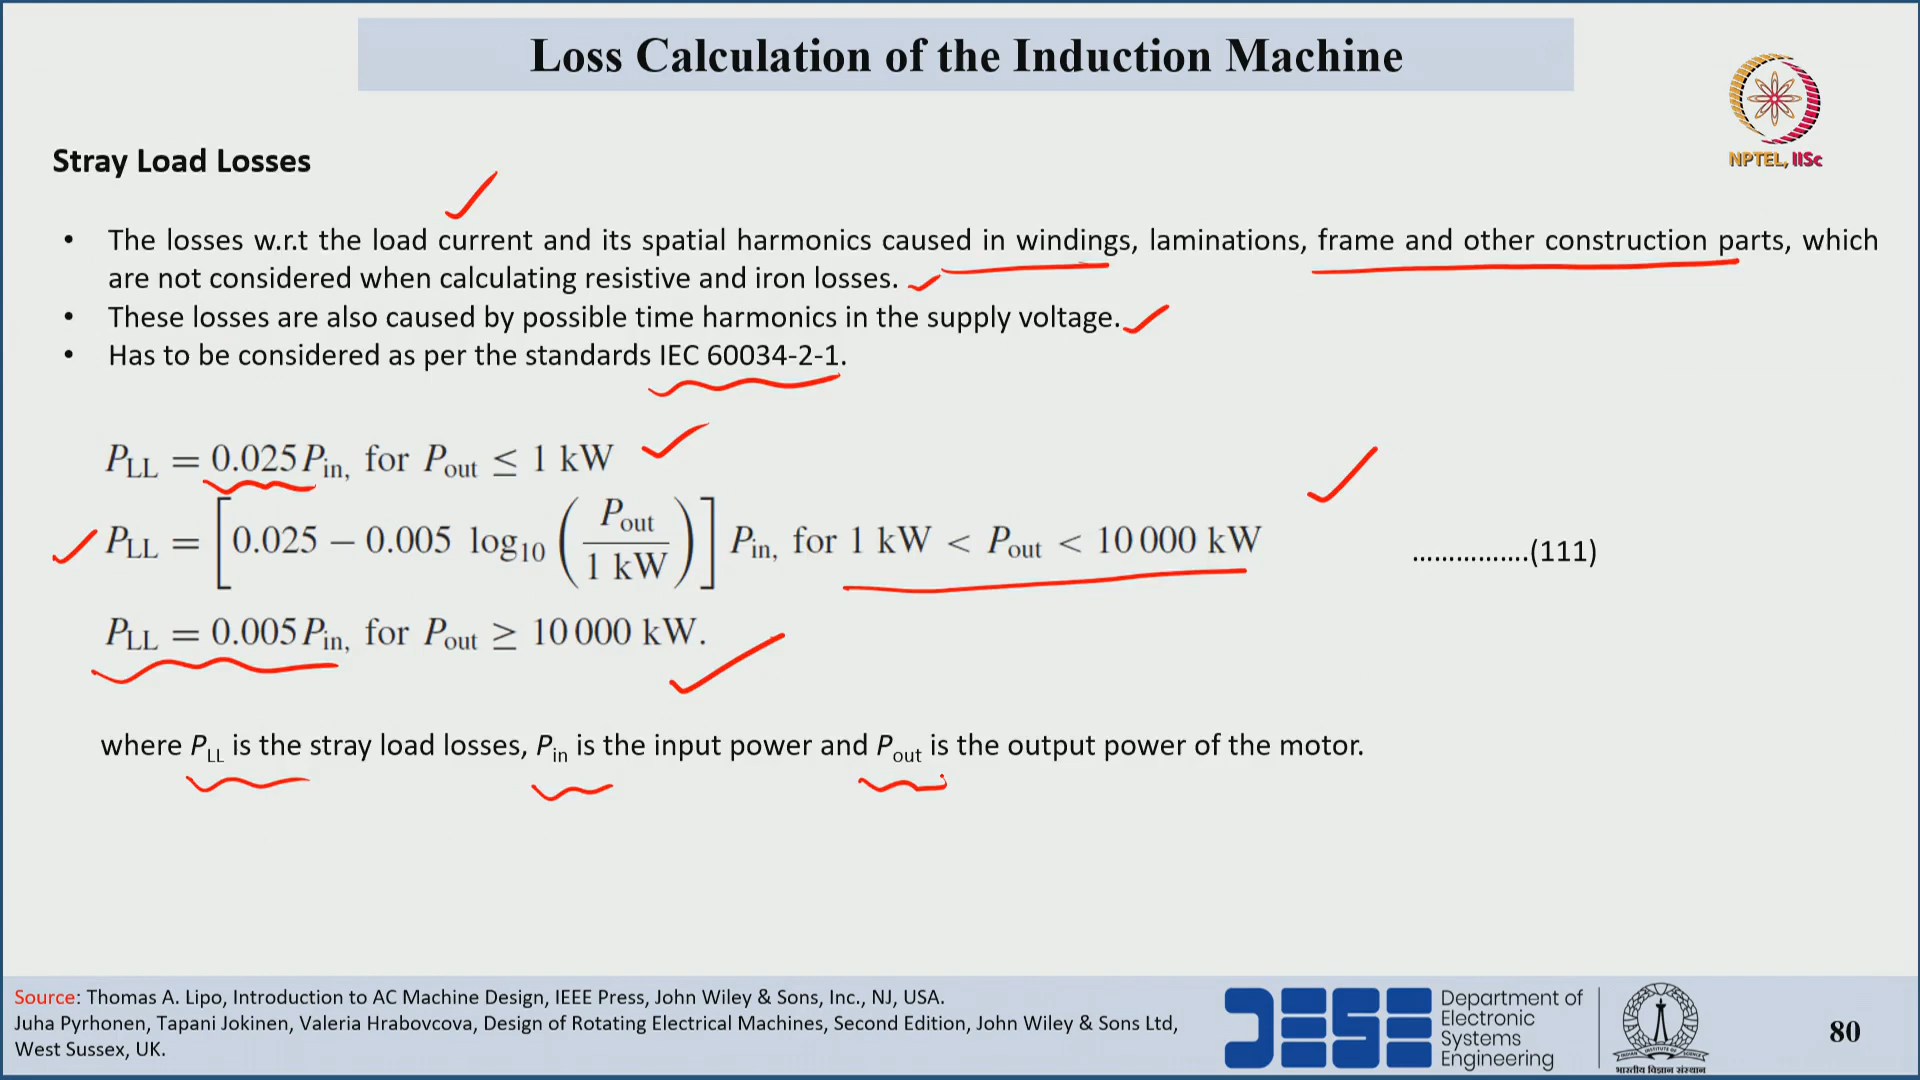 Loss Calculation of the Induction Machine
NPTEL, IISc
Stray Load Losses
• The losses w.r.t the load current and its spatial harmonics caused in windings, laminations, frame and other construction parts, which
are not considered when calculating resistive and iron losses.
• These losses are also caused by possible time harmonics in the supply voltage.
• Has to be considered as per the standards IEC 60034-2-1.
P_LL = 0.025 P_in, for P_out ≤ 1 kW
P_LL = [0.025 − 0.005 log_10 (P_out / 1 kW)] P_in, for 1 kW < P_out < 10 000 kW
................(111)
P_LL = 0.005 P_in, for P_out ≥ 10 000 kW.
where P_LL is the stray load losses, P_in is the input power and P_out is the output power of the motor.
Source: Thomas A. Lipo, Introduction to AC Machine Design, IEEE Press, John Wiley & Sons, Inc., NJ, USA.
Juha Pyrhonen, Tapani Jokinen, Valeria Hrabovcova, Design of Rotating Electrical Machines, Second Edition, John Wiley & Sons Ltd,
West Sussex, UK.
DESE
Department of
Electronic
Systems
Engineering
भारतीय विज्ञान संस्थान
80